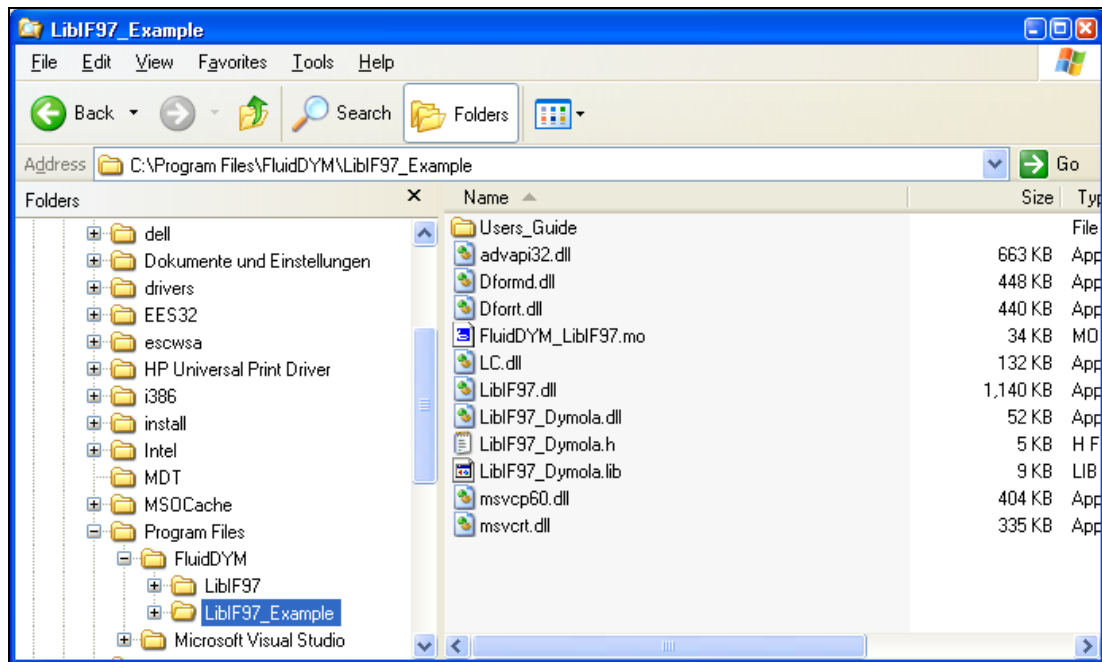 LibIF97_Example
File Edit View Favorites Tools Help
Back Search Folders
Address C:\Program Files\FluidDYM\LibIF97_Example Go
Folders Name Size Typ
dell
Dokumente und Einstellungen
drivers
EES32
escwsa
HP Universal Print Driver
i386
install
Intel
MDT
MSOCache
Program Files
FluidDYM
LibIF97
LibIF97_Example
Microsoft Visual Studio
Users_Guide File
advapi32.dll 663 KB App
Dformd.dll 448 KB App
Dforrt.dll 440 KB App
FluidDYM_LibIF97.mo 34 KB MO
LC.dll 132 KB App
LibIF97.dll 1,140 KB App
LibIF97_Dymola.dll 52 KB App
LibIF97_Dymola.h 5 KB H F
LibIF97_Dymola.lib 9 KB LIB
msvcp60.dll 404 KB App
msvcrt.dll 335 KB App